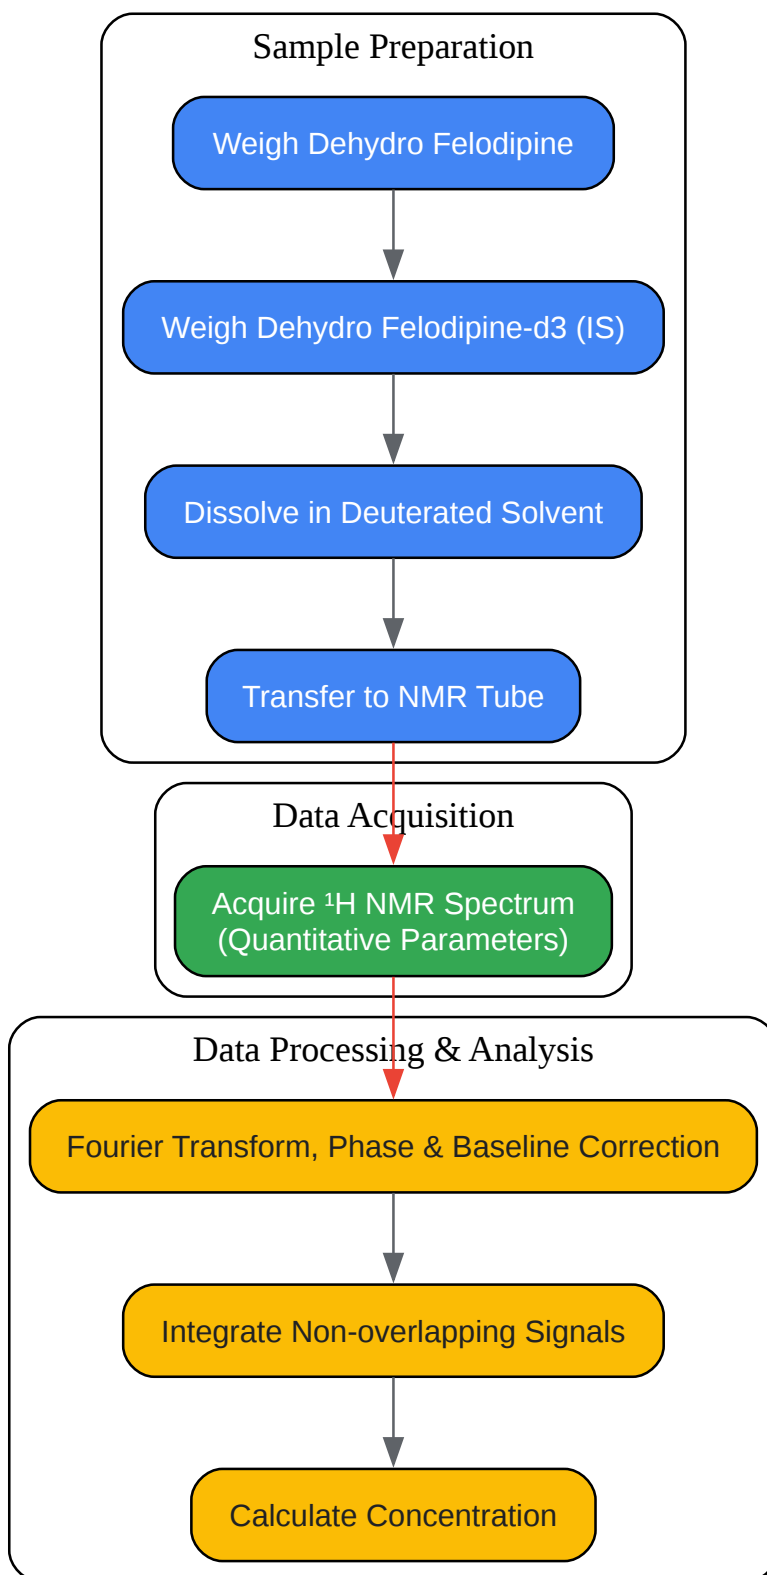 Sample Preparation
Weigh Dehydro Felodipine
Weigh Dehydro Felodipine-d3 (IS)
Dissolve in Deuterated Solvent
Transfer to NMR Tube
Data Acquisition
Acquire ¹H NMR Spectrum
(Quantitative Parameters)
Data Processing & Analysis
Fourier Transform, Phase & Baseline Correction
Integrate Non-overlapping Signals
Calculate Concentration